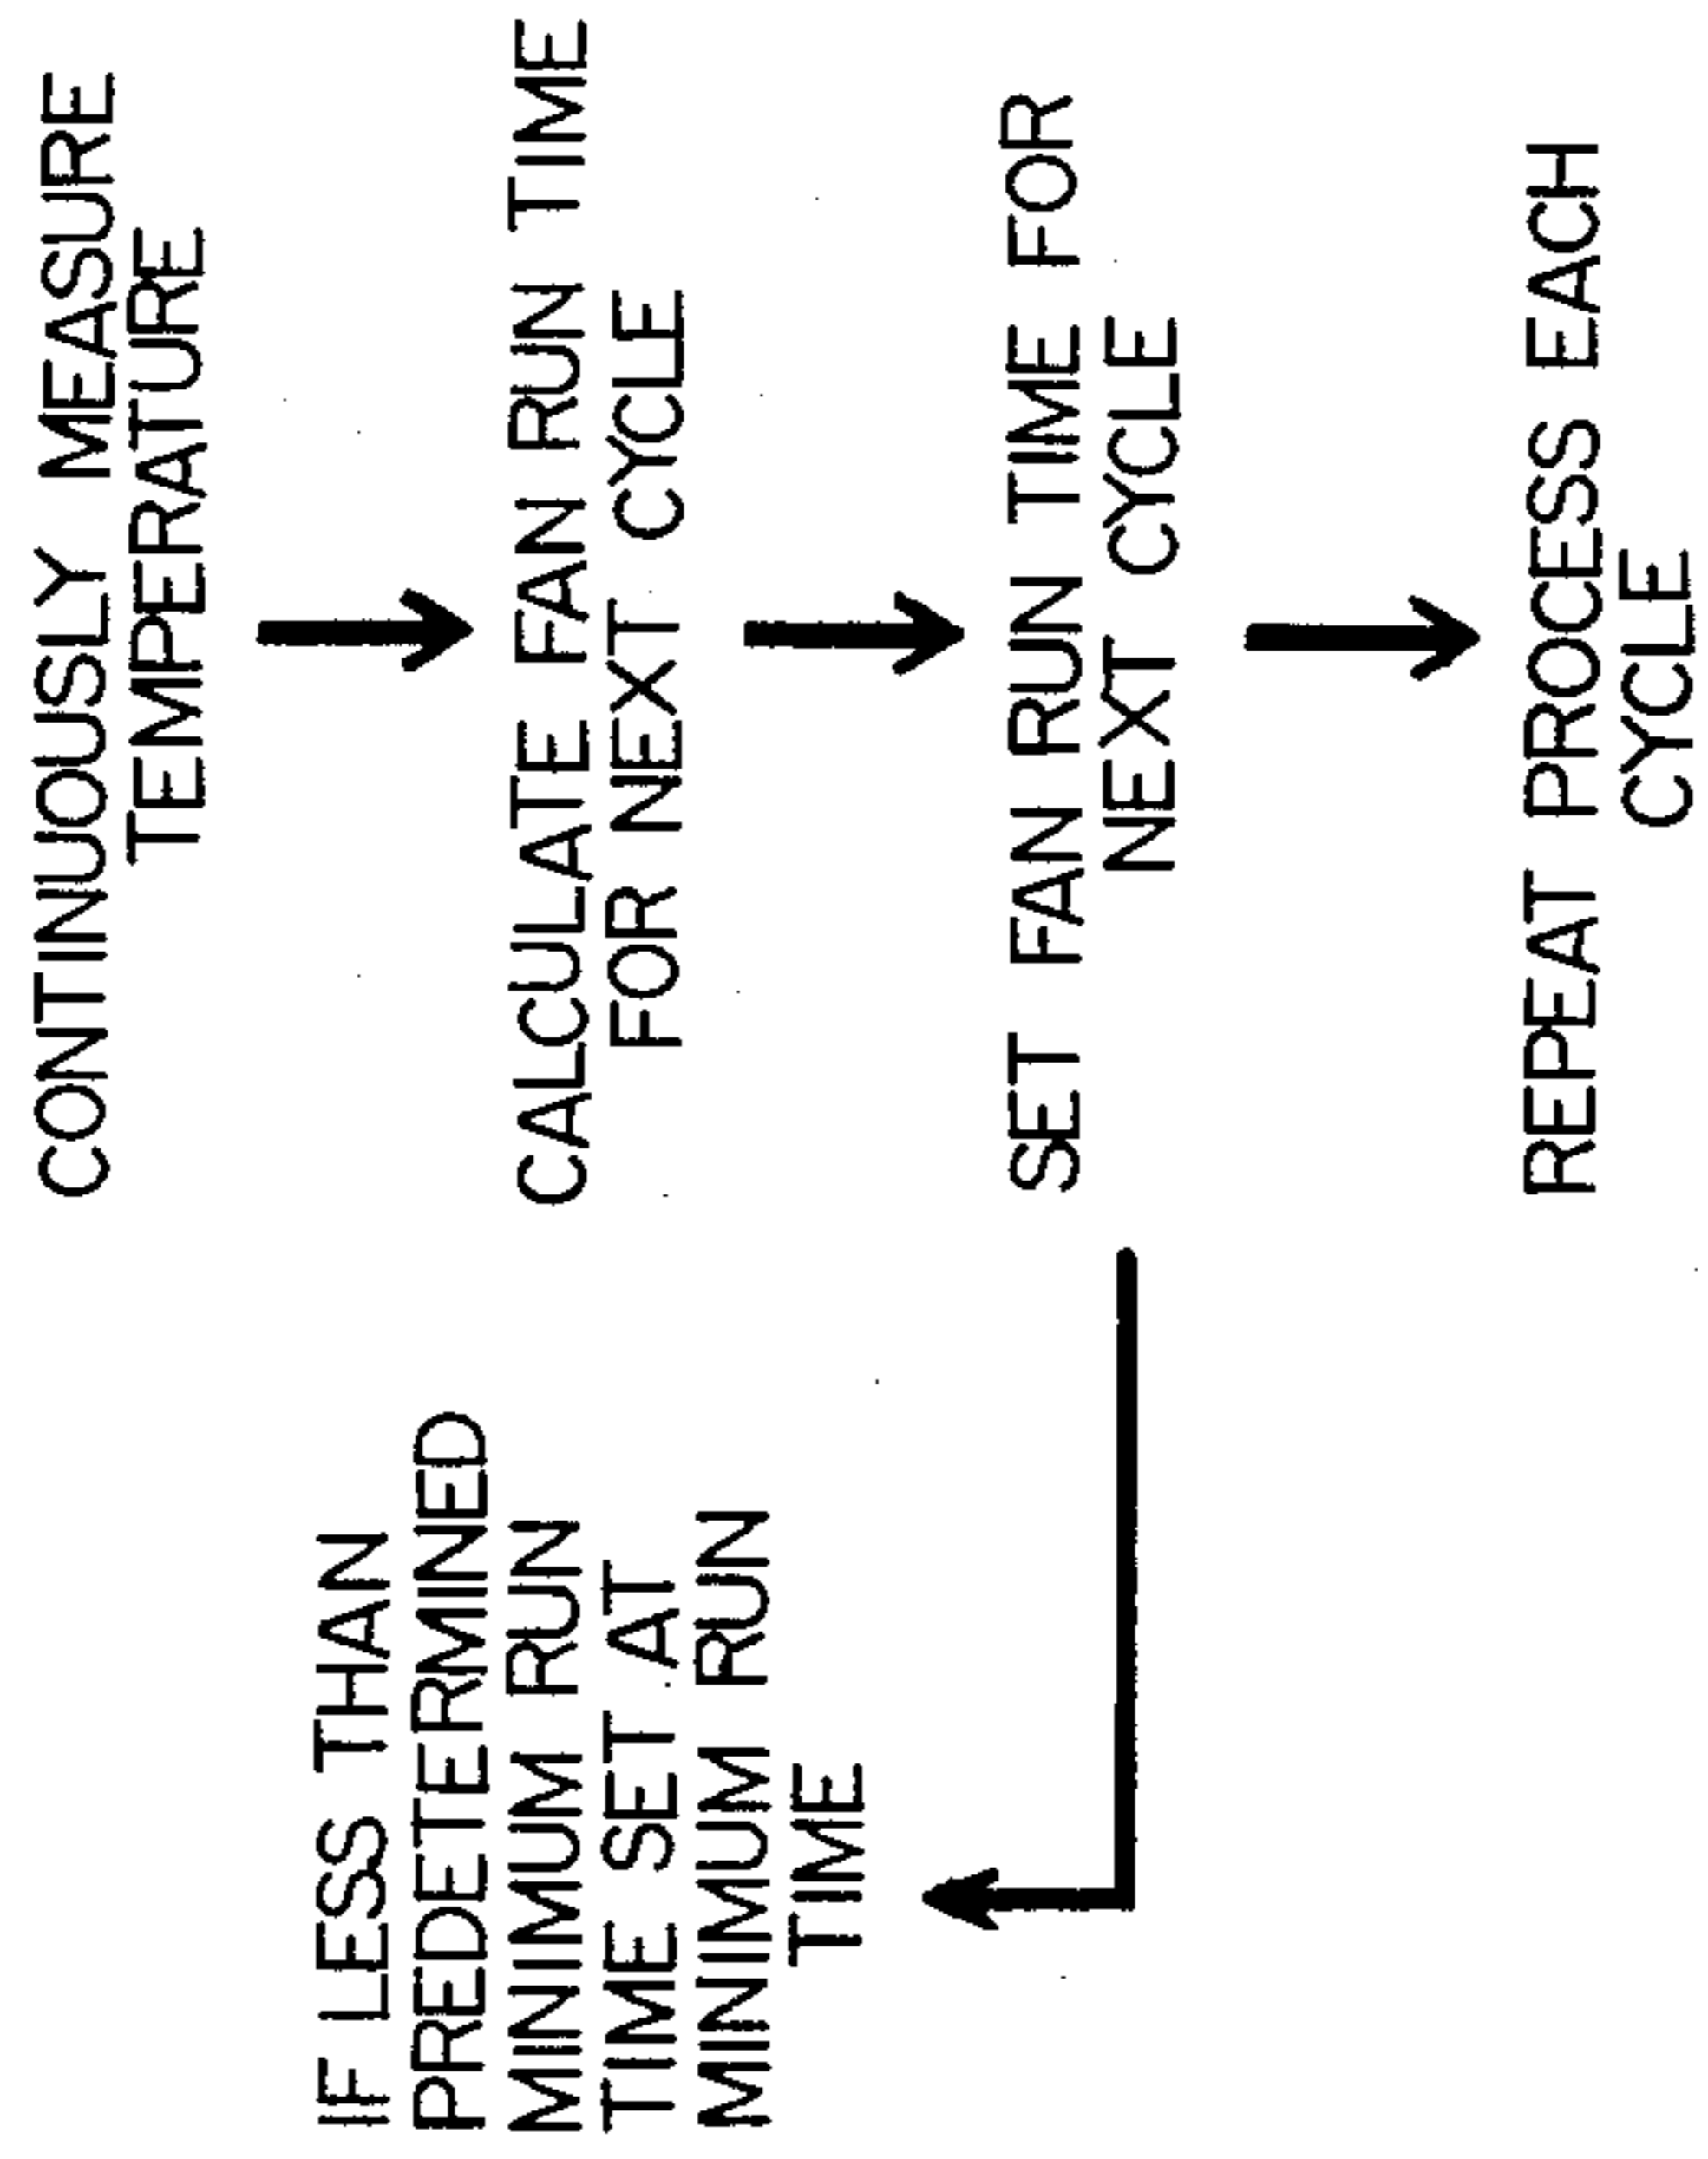 CONTINUOUSLY MEASURE
TEMPERATURE
CALCULATE FAN RUN TIME
FOR NEXT CYCLE
SET FAN RUN TIME FOR
NEXT CYCLE
REPEAT PROCESS EACH
CYCLE
IF LESS THAN
PREDETERMINED
MINIMUM RUN
TIME SET AT
MINIMUM RUN
TIME